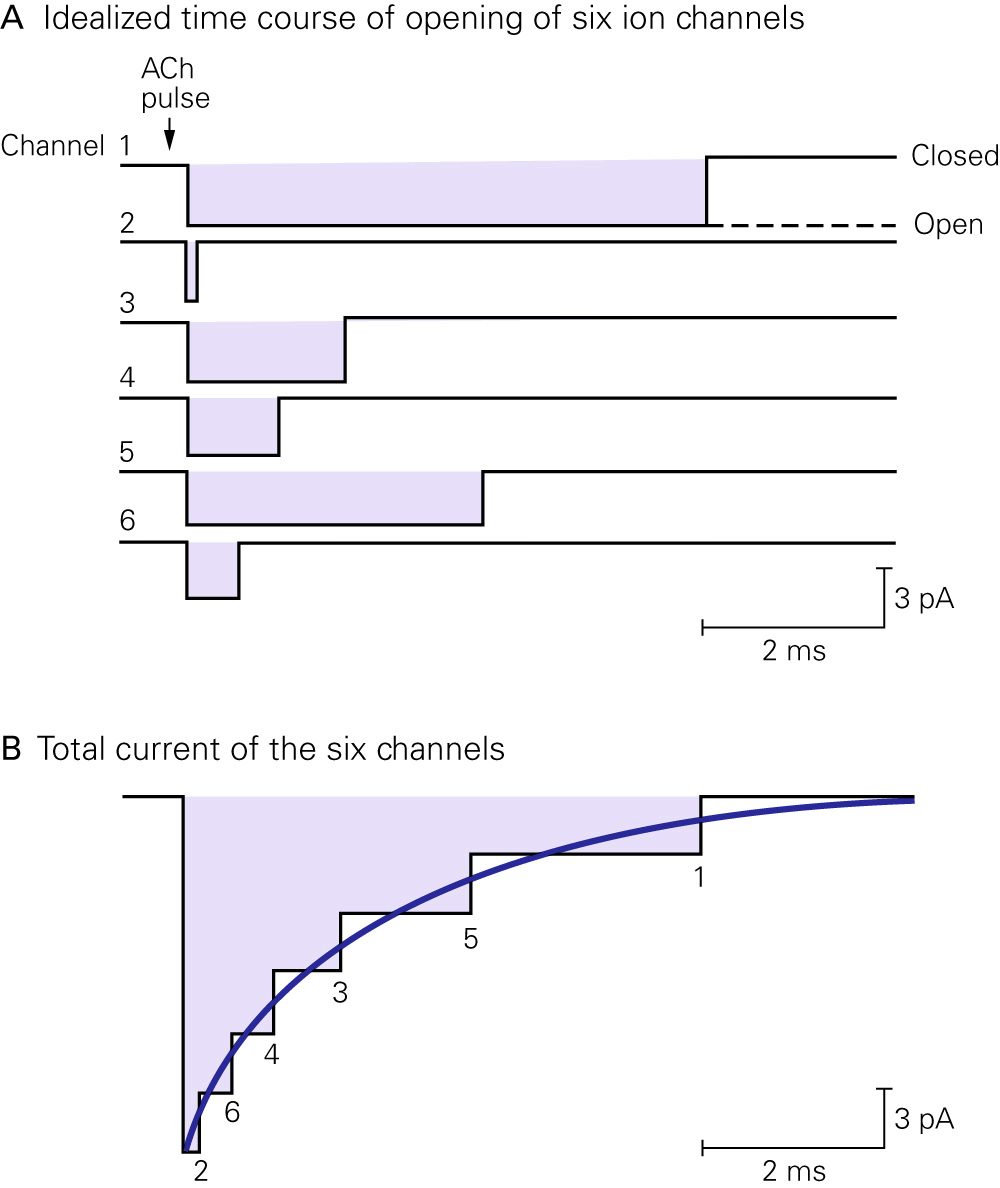 A Idealized time course of opening of six ion channels
ACh
pulse
Channel 1
Closed
2
Open
3
4
5
6
3 pA
2 ms
B Total current of the six channels
1
5
3
4
6
3 pA
2
2 ms